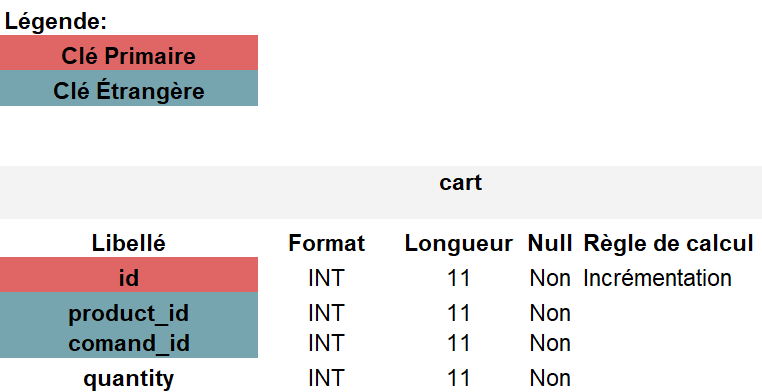 Légende:
Clé Primaire
Clé Étrangère
cart
Libellé Format Longueur Null Règle de calcul
id INT 11 Non Incrémentation
product_id INT 11 Non
comand_id INT 11 Non
quantity INT 11 Non